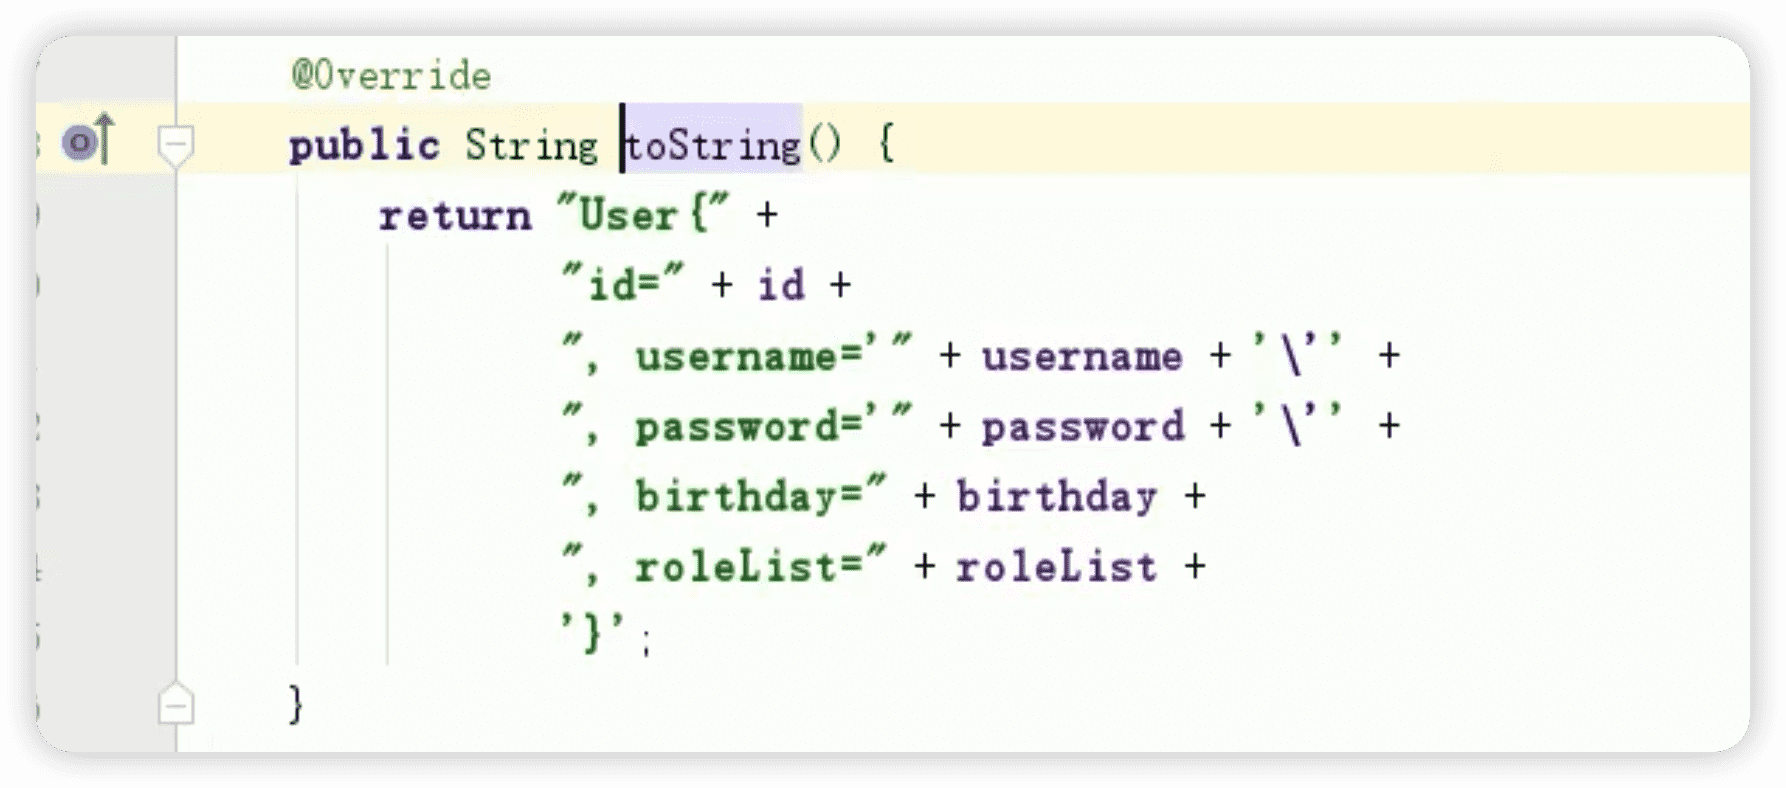 @Override
public String toString() {
return "User{" +
"id=" + id +
", username='" + username + '\'' +
", password='" + password + '\'' +
", birthday=" + birthday +
", roleList=" + roleList +
'}';
}